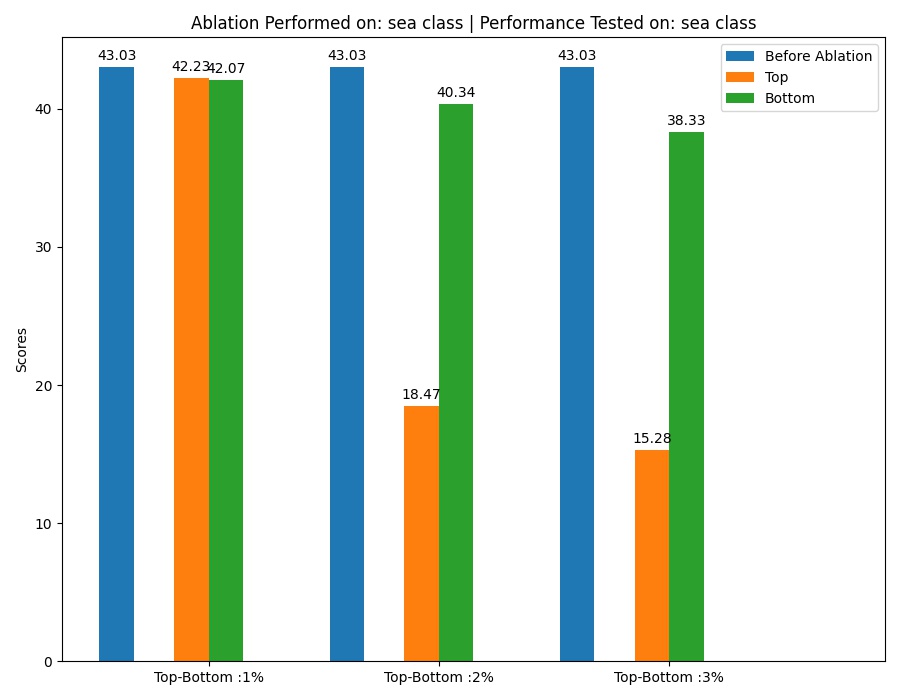 Ablation Performed on: sea class | Performance Tested on: sea class
Before Ablation
Top
Bottom
43.03
42.23
42.07
43.03
18.47
40.34
43.03
15.28
38.33
Scores
40
30
20
10
0
Top-Bottom :1%
Top-Bottom :2%
Top-Bottom :3%